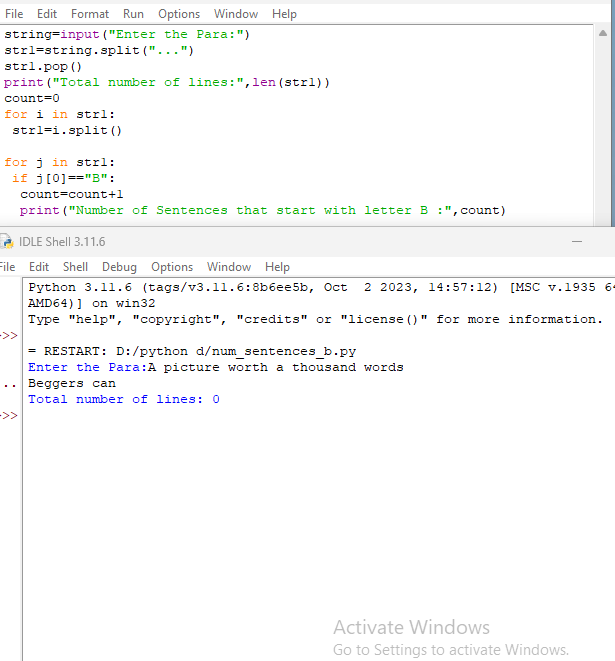 File Edit Format Run Options Window Help
string=input("Enter the Para:")
str1=string.split("...")
str1.pop()
print("Total number of lines:",len(str1))
count=0
for i in str1:
 str1=i.split()
for j in str1:
 if j[0]=="B":
  count=count+1
  print("Number of Sentences that start with letter B :",count)
IDLE Shell 3.11.6
File Edit Shell Debug Options Window Help
Python 3.11.6 (tags/v3.11.6:8b6ee5b, Oct  2 2023, 14:57:12) [MSC v.1935 6
AMD64)] on win32
Type "help", "copyright", "credits" or "license()" for more information.
>>>
= RESTART: D:/python d/num_sentences_b.py
Enter the Para:A picture worth a thousand words
.. Beggers can
Total number of lines: 0
>>>
Activate Windows
Go to Settings to activate Windows.